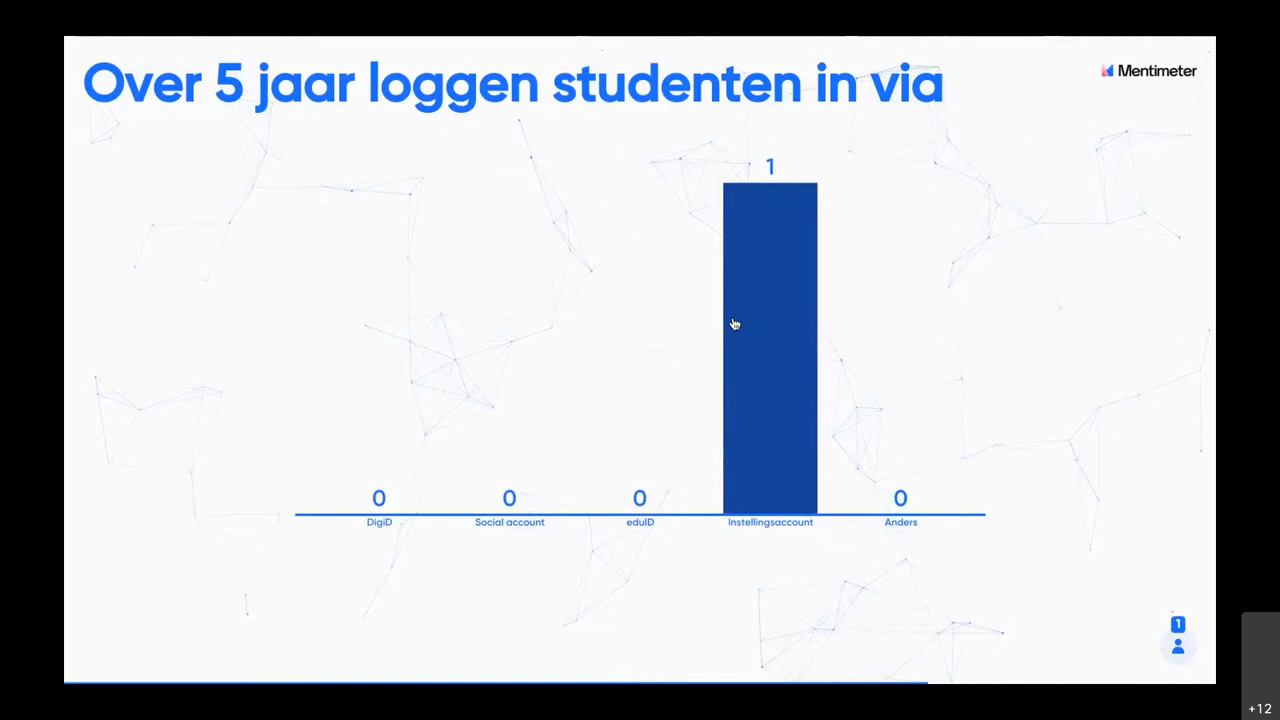 Over 5 jaar loggen studenten in via
Mentimeter
1
0 0 0 0
DigiD Social account eduID Instellingsaccount Anders
1
+12